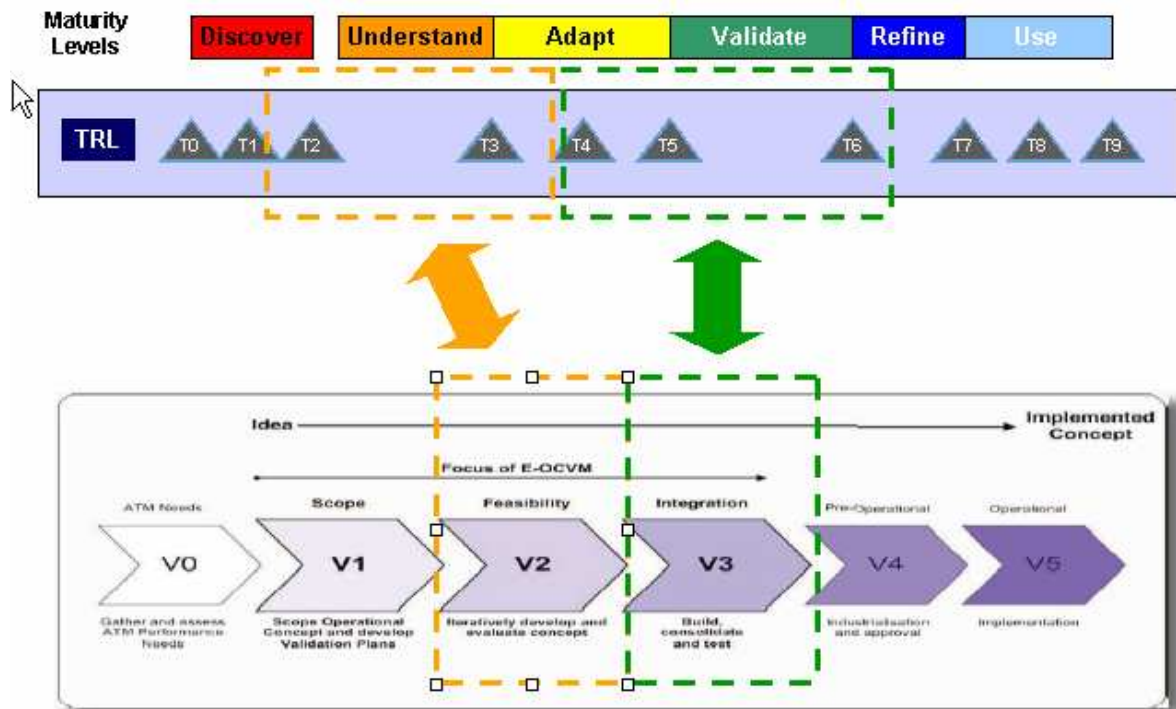 Maturity
Levels
Discover
Understand
Adapt
Validate
Refine
Use
TRL
T0
T1
T2
T3
T4
T5
T6
T7
T8
T9
Idea
Implemented
Concept
Focus of E-OCVM
ATM Needs
Scope
Feasibility
Integration
Pre-Operational
Operational
V0
V1
V2
V3
V4
V5
Gather and assess
ATM Performance
Needs
Scope Operational
Concept and develop
Validation Plans
Iteratively develop and
evaluate concept
Build,
consolidate
and test
Industrialisation
and approval
Implementation